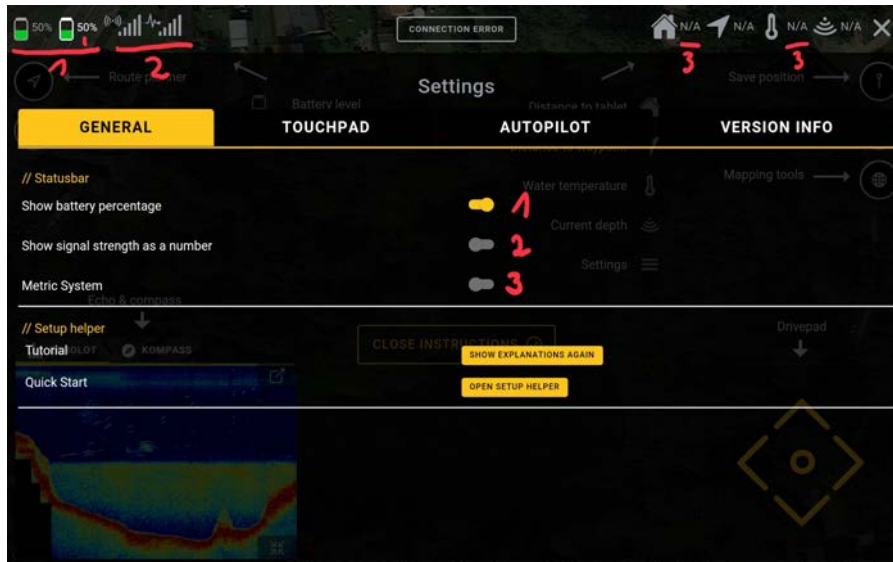 50% 50% CONNECTION ERROR N/A N/A N/A N/A
1 2 3 3
Route planner Settings Save position
Battery level Distance to tablet
GENERAL TOUCHPAD AUTOPILOT VERSION INFO
Distance to waypoint
// Statusbar Water temperature Mapping tools
Show battery percentage 1
Current depth
Show signal strength as a number 2
Settings
Metric System 3
Echo & compass
// Setup helper Drivepad
Tutorial KOMPASS CLOSE INSTRUCTIONS SHOW EXPLANATIONS AGAIN
Quick Start OPEN SETUP HELPER